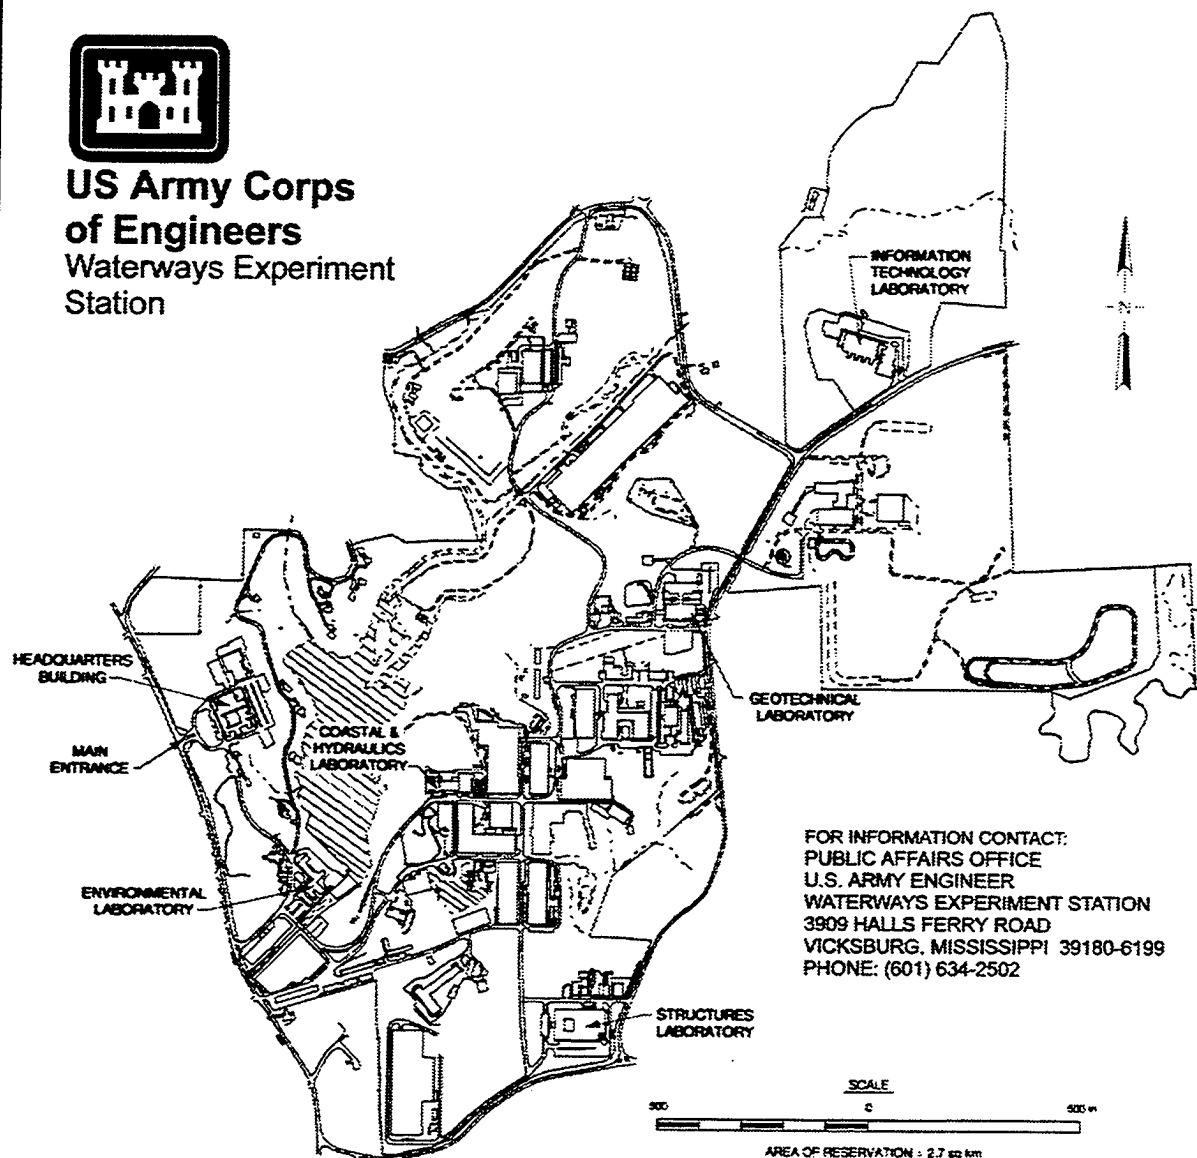 US Army Corps
of Engineers
Waterways Experiment
Station
INFORMATION
TECHNOLOGY
LABORATORY
N
HEADQUARTERS
BUILDING
MAIN
ENTRANCE
COASTAL &
HYDRAULICS
LABORATORY
GEOTECHNICAL
LABORATORY
ENVIRONMENTAL
LABORATORY
STRUCTURES
LABORATORY
FOR INFORMATION CONTACT:
PUBLIC AFFAIRS OFFICE
U.S. ARMY ENGINEER
WATERWAYS EXPERIMENT STATION
3909 HALLS FERRY ROAD
VICKSBURG, MISSISSIPPI 39180-6199
PHONE: (601) 634-2502
SCALE
500 0 500 m
AREA OF RESERVATION : 2.7 sq km